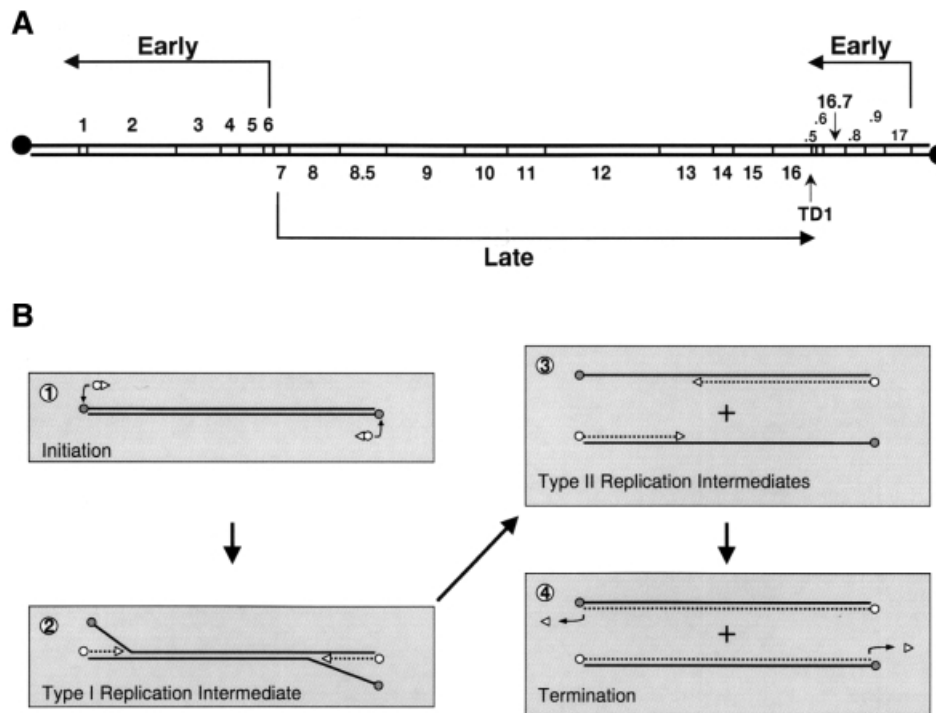 A
Early
Early
16.7
.6
.9
1 2 3 4 5 6
.5
.8
17
7 8 8.5 9 10 11 12 13 14 15 16
TD1
Late
B
1
Initiation
2
Type I Replication Intermediate
3
+
Type II Replication Intermediates
4
+
Termination